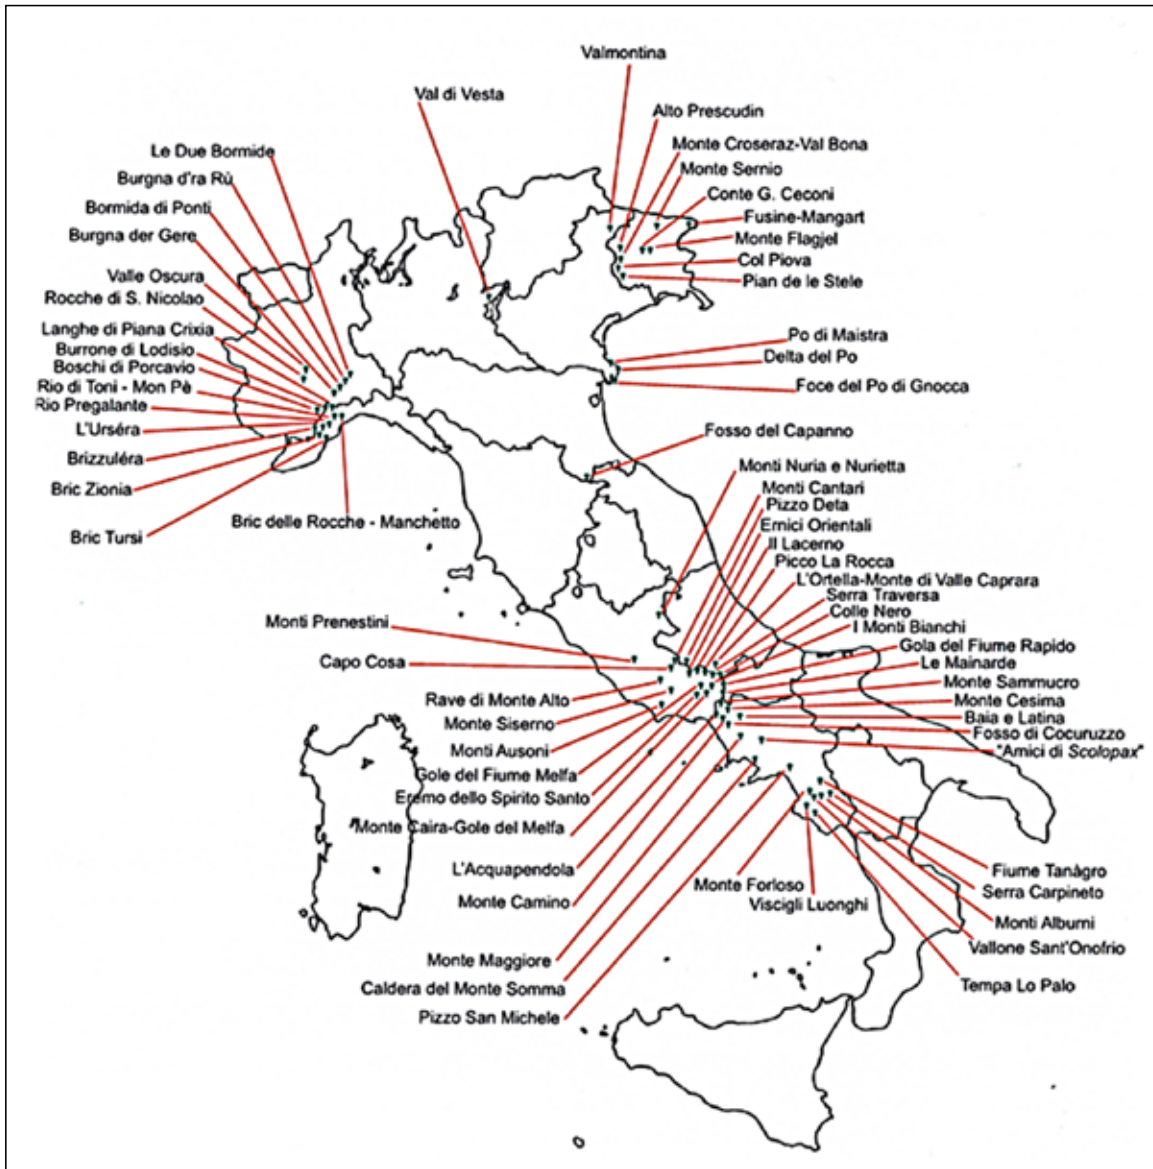 Valmontina
Val di Vesta
Alto Prescudin
Monte Croseraz-Val Bona
Le Due Bormide
Monte Sernio
Burgna d'ra Rù
Conte G. Ceconi
Bormida di Ponti
Fusine-Mangart
Burgna der Gere
Monte Flagjel
Col Piova
Valle Oscura
Pian de le Stele
Rocche di S. Nicolao
Langhe di Piana Crixia
Po di Maistra
Burrone di Lodisio
Delta del Po
Boschi di Porcavio
Rio di Toni - Mon Pè
Foce del Po di Gnocca
Rio Pregalante
L'Urséra
Fosso del Capanno
Brizzuléra
Monti Nuria e Nurietta
Bric Zionia
Monti Cantari
Pizzo Deta
Bric delle Rocche - Manchetto
Ernici Orientali
Bric Tursi
Il Lacerno
Picco La Rocca
L'Ortella-Monte di Valle Caprara
Serra Traversa
Colle Nero
Monti Prenestini
I Monti Bianchi
Gola del Fiume Rapido
Capo Cosa
Le Mainarde
Monte Sammucro
Rave di Monte Alto
Monte Cesima
Monte Siserno
Baia e Latina
Fosso di Cocuruzzo
Monti Ausoni
"Amici di Scolopax"
Gole del Fiume Melfa
Eremo dello Spirito Santo
Monte Caira-Gole del Melfa
L'Acquapendola
Fiume Tanàgro
Monte Forloso
Serra Carpineto
Monte Camino
Viscigli Luonghi
Monti Alburni
Vallone Sant'Onofrio
Monte Maggiore
Caldera del Monte Somma
Tempa Lo Palo
Pizzo San Michele